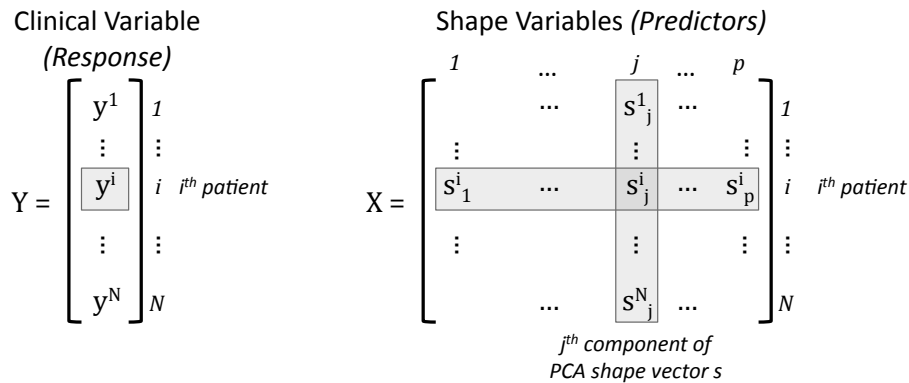 Clinical Variable
(Response)
Shape Variables (Predictors)
1 ... j ... p
y^1 1
... s^1_j ... 1
⋮ ⋮
⋮ ⋮ ⋮ ⋮
Y = y^i i i^th patient
X = s^i_1 ... s^i_j ... s^i_p i i^th patient
⋮ ⋮
⋮ ⋮ ⋮ ⋮
y^N N
... s^N_j ... N
j^th component of
PCA shape vector s